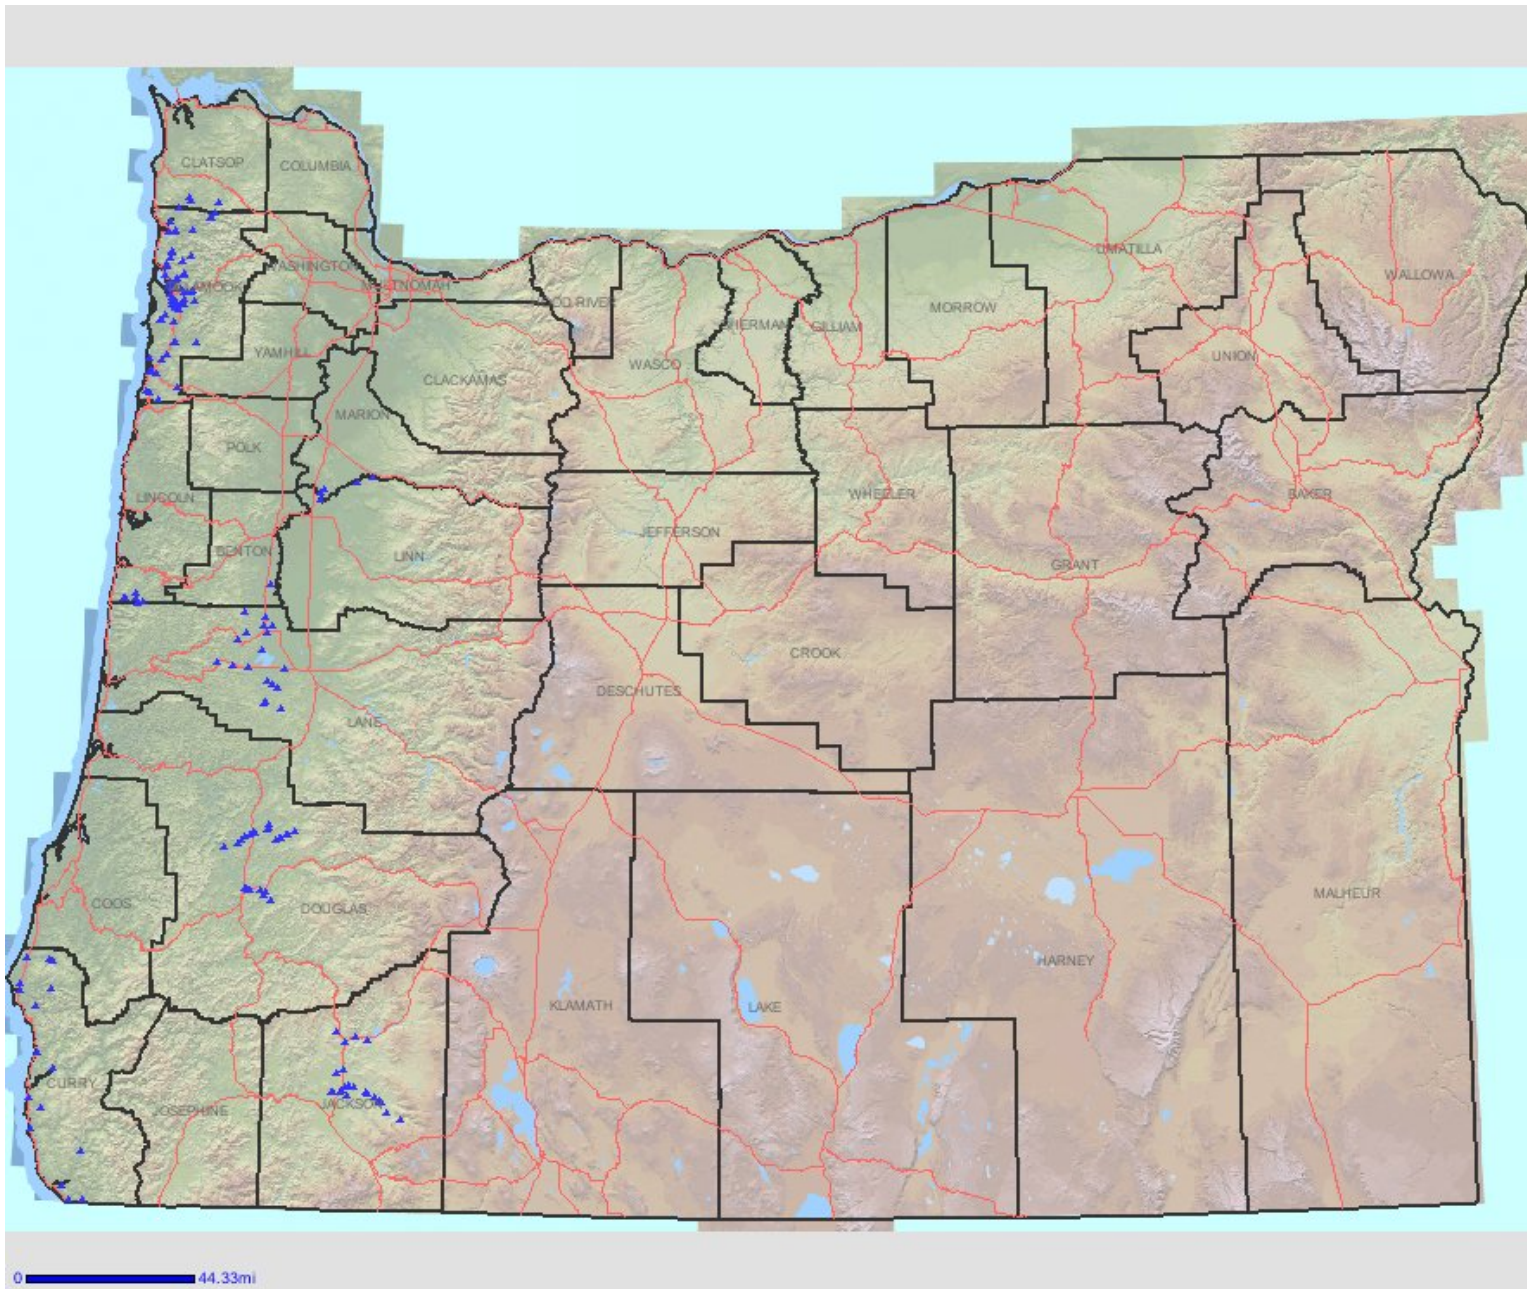 CLATSOP
COLUMBIA
UMATILLA
WALLOWA
WASHINGTON
TILLAMOOK
MULTNOMAH
HOOD RIVER
MORROW
SHERMAN
GILLIAM
YAMHILL
UNION
WASCO
CLACKAMAS
MARION
POLK
LINCOLN
WHEELER
BAKER
JEFFERSON
BENTON
LINN
GRANT
CROOK
DESCHUTES
LANE
MALHEUR
COOS
DOUGLAS
HARNEY
KLAMATH
LAKE
CURRY
JOSEPHINE
JACKSON
0 44.33mi